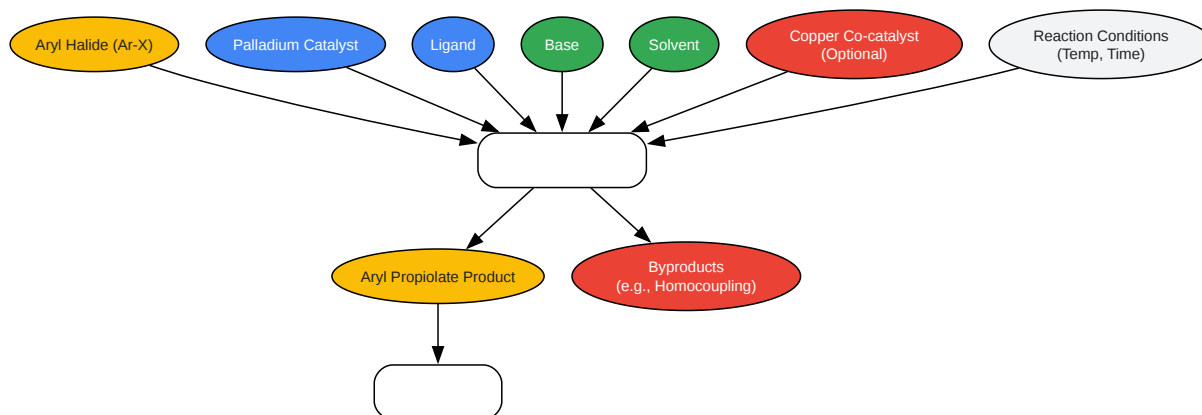 Aryl Halide (Ar-X)
Palladium Catalyst
Ligand
Base
Solvent
Copper Co-catalyst
(Optional)
Reaction Conditions
(Temp, Time)
Aryl Propiolate Product
Byproducts
(e.g., Homocoupling)